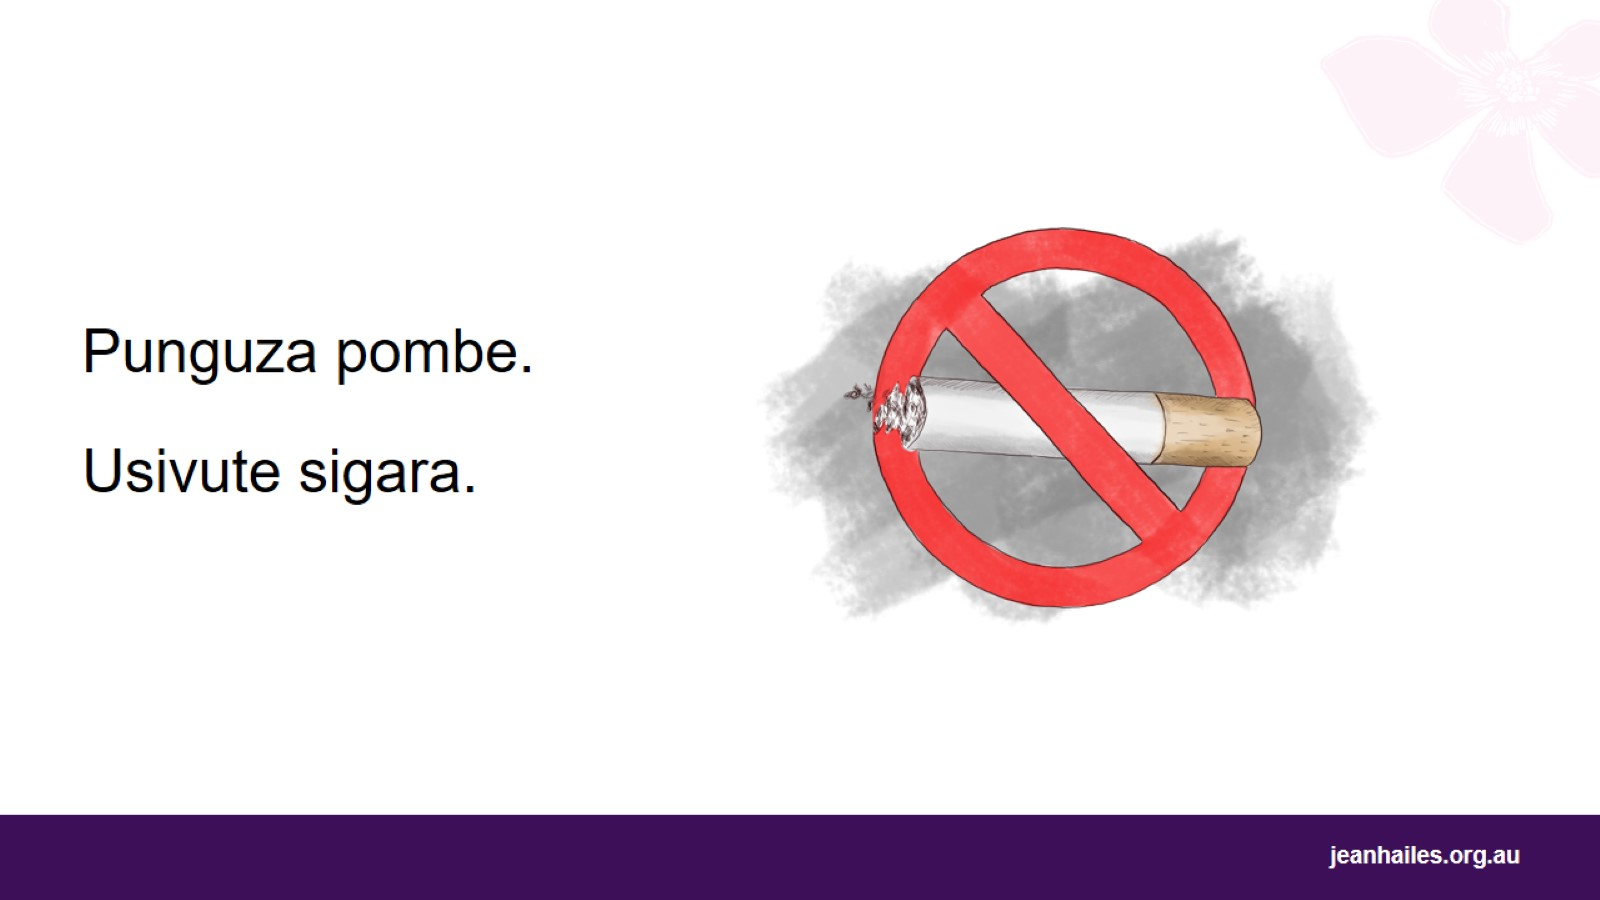 Punguza pombe.
Usivute sigara.
jeanhailes.org.au